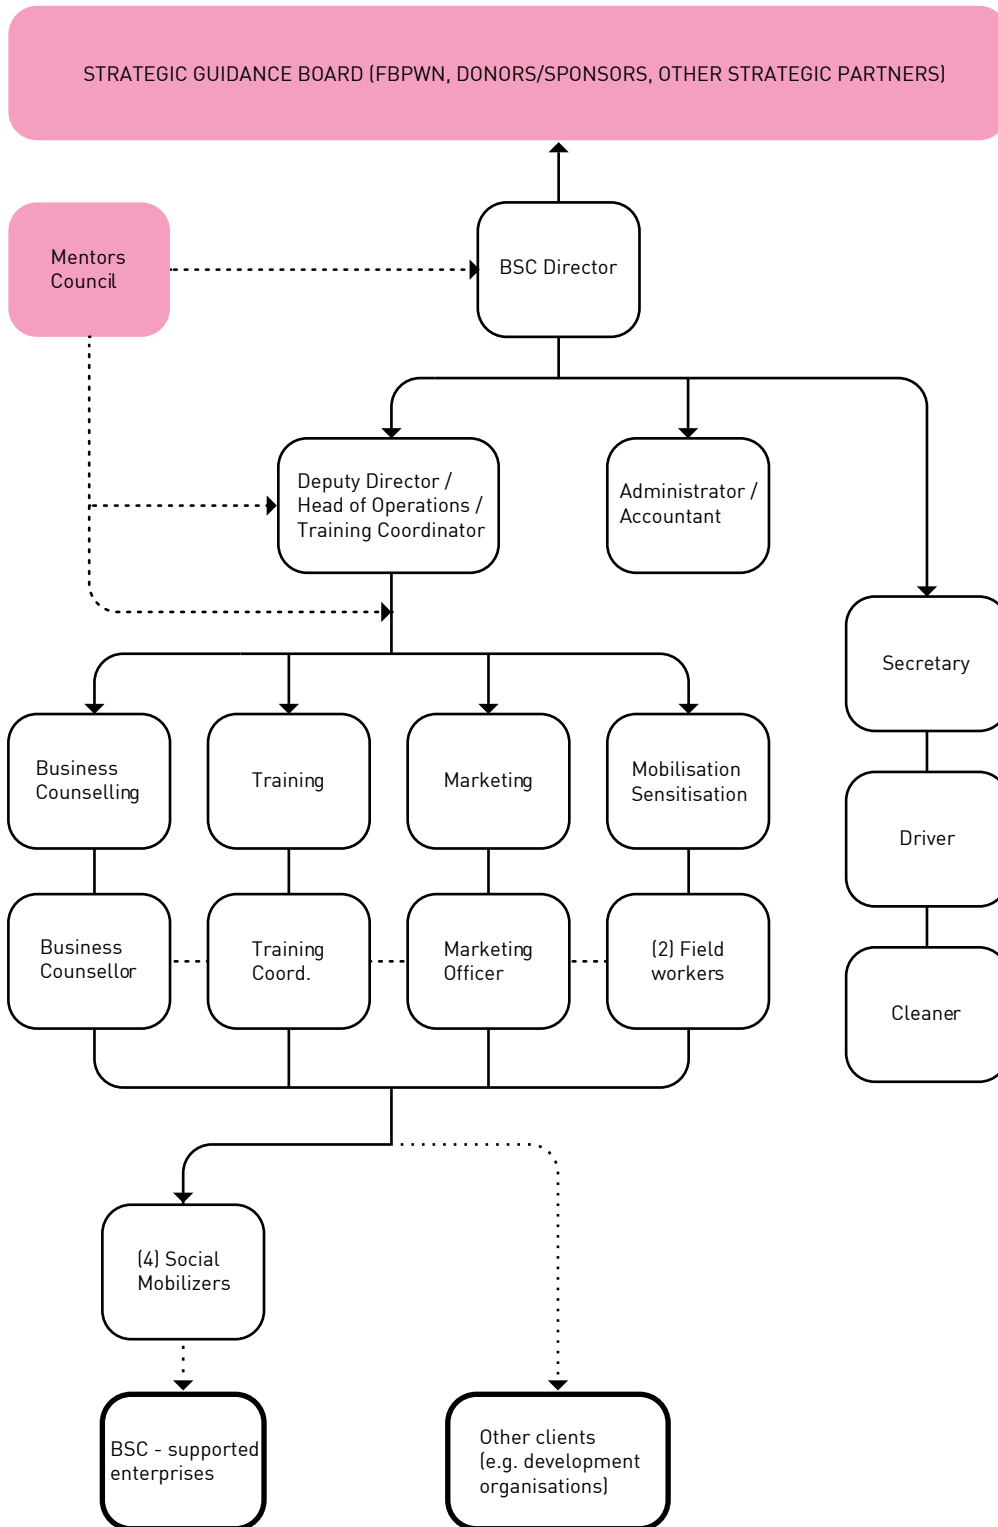 STRATEGIC GUIDANCE BOARD (FBPWN, DONORS/SPONSORS, OTHER STRATEGIC PARTNERS)
Mentors
Council
BSC Director
Deputy Director /
Head of Operations /
Training Coordinator
Administrator /
Accountant
Secretary
Business
Counselling
Training
Marketing
Mobilisation
Sensitisation
Driver
Business
Counsellor
Training
Coord.
Marketing
Officer
(2) Field
workers
Cleaner
(4) Social
Mobilizers
BSC - supported
enterprises
Other clients
(e.g. development
organisations)